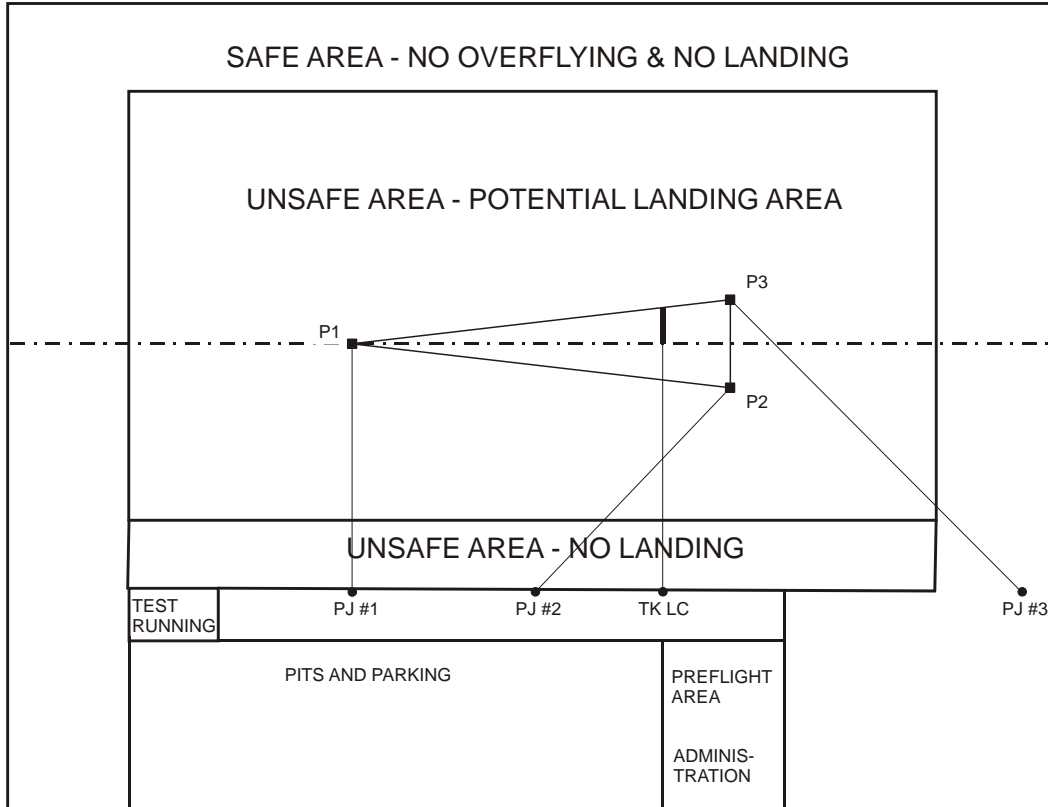 SAFE AREA - NO OVERFLYING & NO LANDING
UNSAFE AREA - POTENTIAL LANDING AREA
P3
P1
P2
UNSAFE AREA - NO LANDING
TEST
RUNNING
PJ #1
PJ #2
TK LC
PJ #3
PITS AND PARKING
PREFLIGHT
AREA
ADMINIS-
TRATION